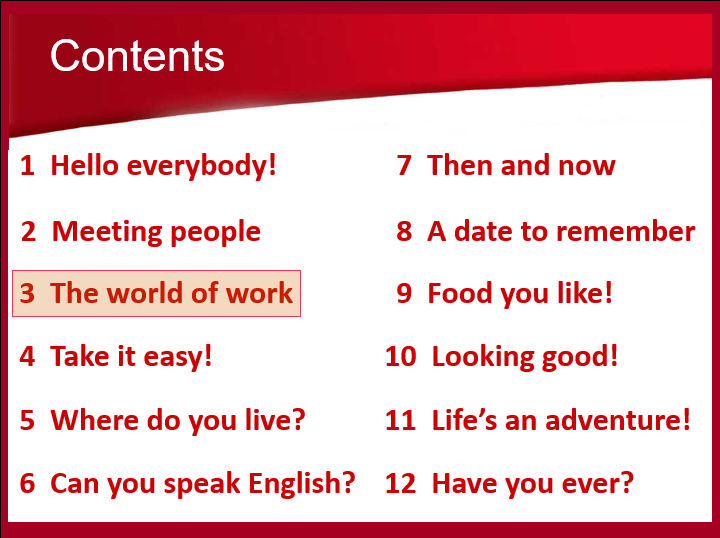 Contents
1 Hello everybody!
2 Meeting people
3 The world of work
4 Take it easy!
5 Where do you live?
6 Can you speak English?
7 Then and now
8 A date to remember
9 Food you like!
10 Looking good!
11 Life’s an adventure!
12 Have you ever?